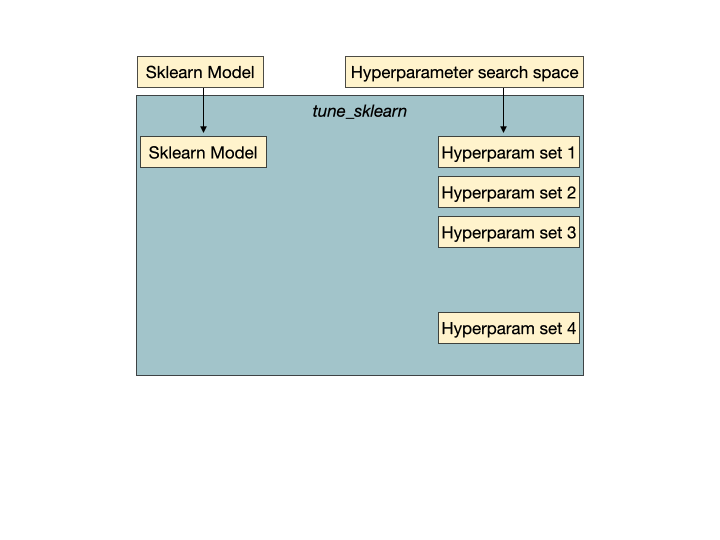 Sklearn Model
Hyperparameter search space
tune_sklearn
Sklearn Model
Hyperparam set 1
Hyperparam set 2
Hyperparam set 3
Hyperparam set 4